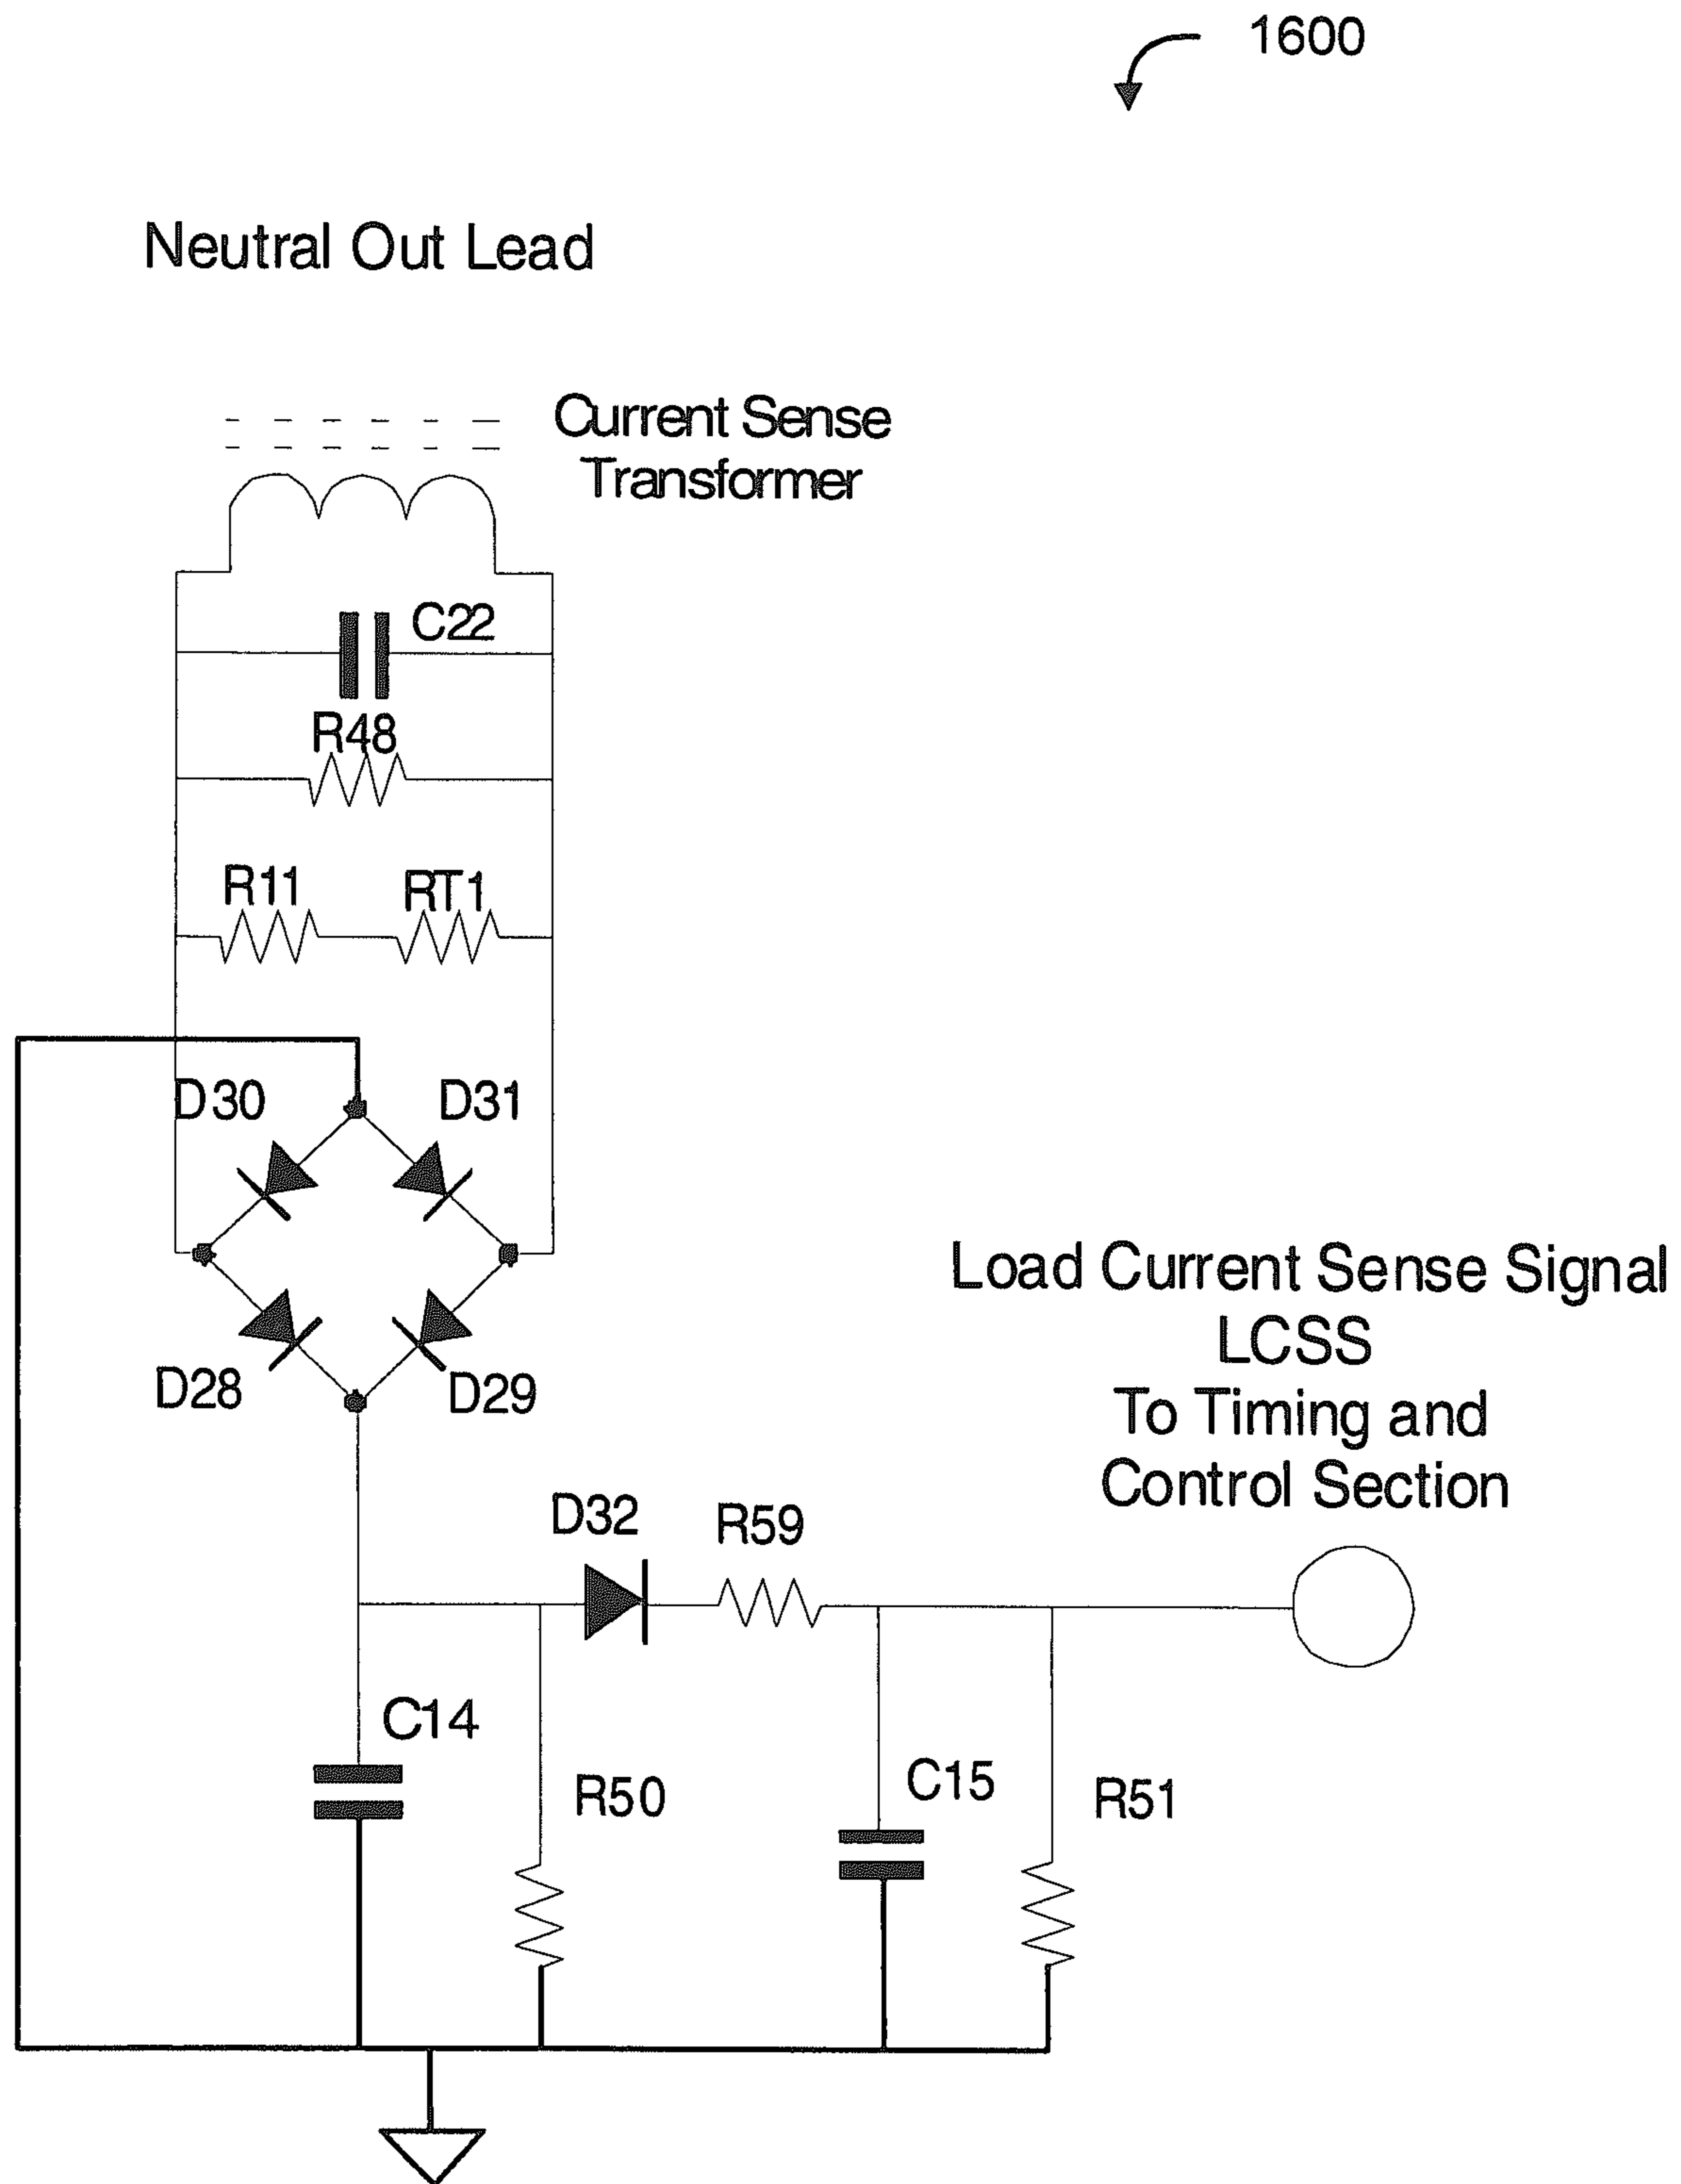 1600
Neutral Out Lead
Current Sense
Transformer
C22
R48
R11
RT1
D30
D31
D28
D29
Load Current Sense Signal
LCSS
To Timing and
Control Section
D32
R59
C14
R50
C15
R51